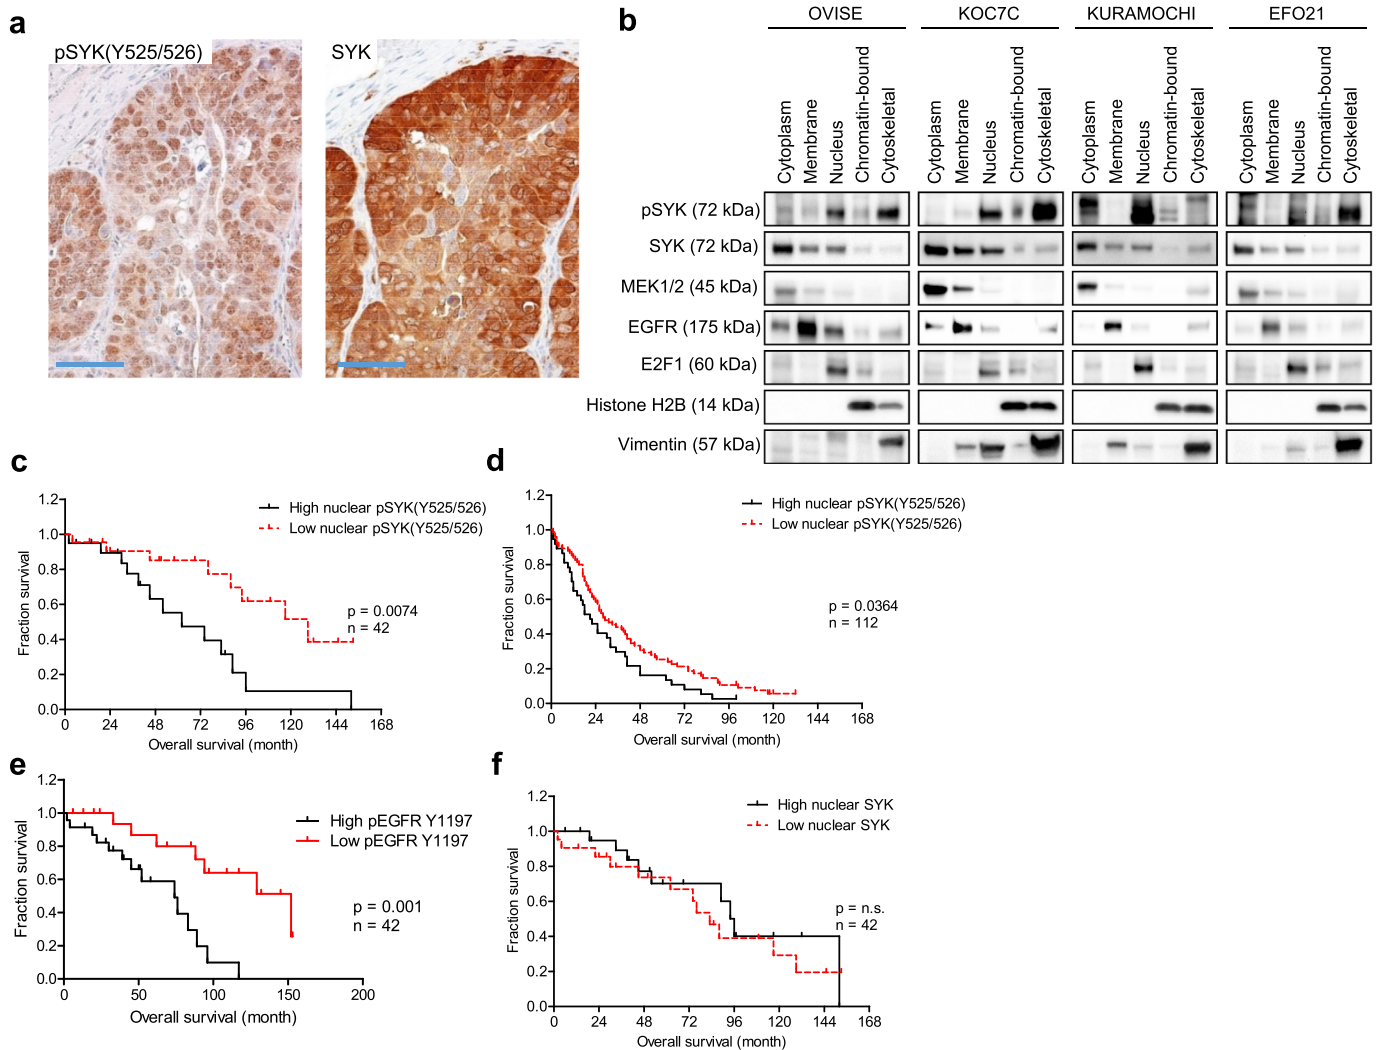 a
pSYK(Y525/526)
SYK
b
OVISE
KOC7C
KURAMOCHI
EFO21
Cytoplasm
Membrane
Nucleus
Chromatin-bound
Cytoskeletal
Cytoplasm
Membrane
Nucleus
Chromatin-bound
Cytoskeletal
Cytoplasm
Membrane
Nucleus
Chromatin-bound
Cytoskeletal
Cytoplasm
Membrane
Nucleus
Chromatin-bound
Cytoskeletal
pSYK (72 kDa)
SYK (72 kDa)
MEK1/2 (45 kDa)
EGFR (175 kDa)
E2F1 (60 kDa)
Histone H2B (14 kDa)
Vimentin (57 kDa)
c
1.2
1.0
0.8
0.6
0.4
0.2
0.0
Fraction survival
High nuclear pSYK(Y525/526)
Low nuclear pSYK(Y525/526)
p = 0.0074
n = 42
0 24 48 72 96 120 144 168
Overall survival (month)
d
1.2
1.0
0.8
0.6
0.4
0.2
0.0
Fraction survival
High nuclear pSYK(Y525/526)
Low nuclear pSYK(Y525/526)
p = 0.0364
n = 112
0 24 48 72 96 120 144 168
Overall survival (month)
e
1.2
1.0
0.8
0.6
0.4
0.2
0.0
Fraction survival
High pEGFR Y1197
Low pEGFR Y1197
p = 0.001
n = 42
0 50 100 150 200
Overall survival (month)
f
1.2
1.0
0.8
0.6
0.4
0.2
0.0
Fraction survival
High nuclear SYK
Low nuclear SYK
p = n.s.
n = 42
0 24 48 72 96 120 144 168
Overall survival (month)